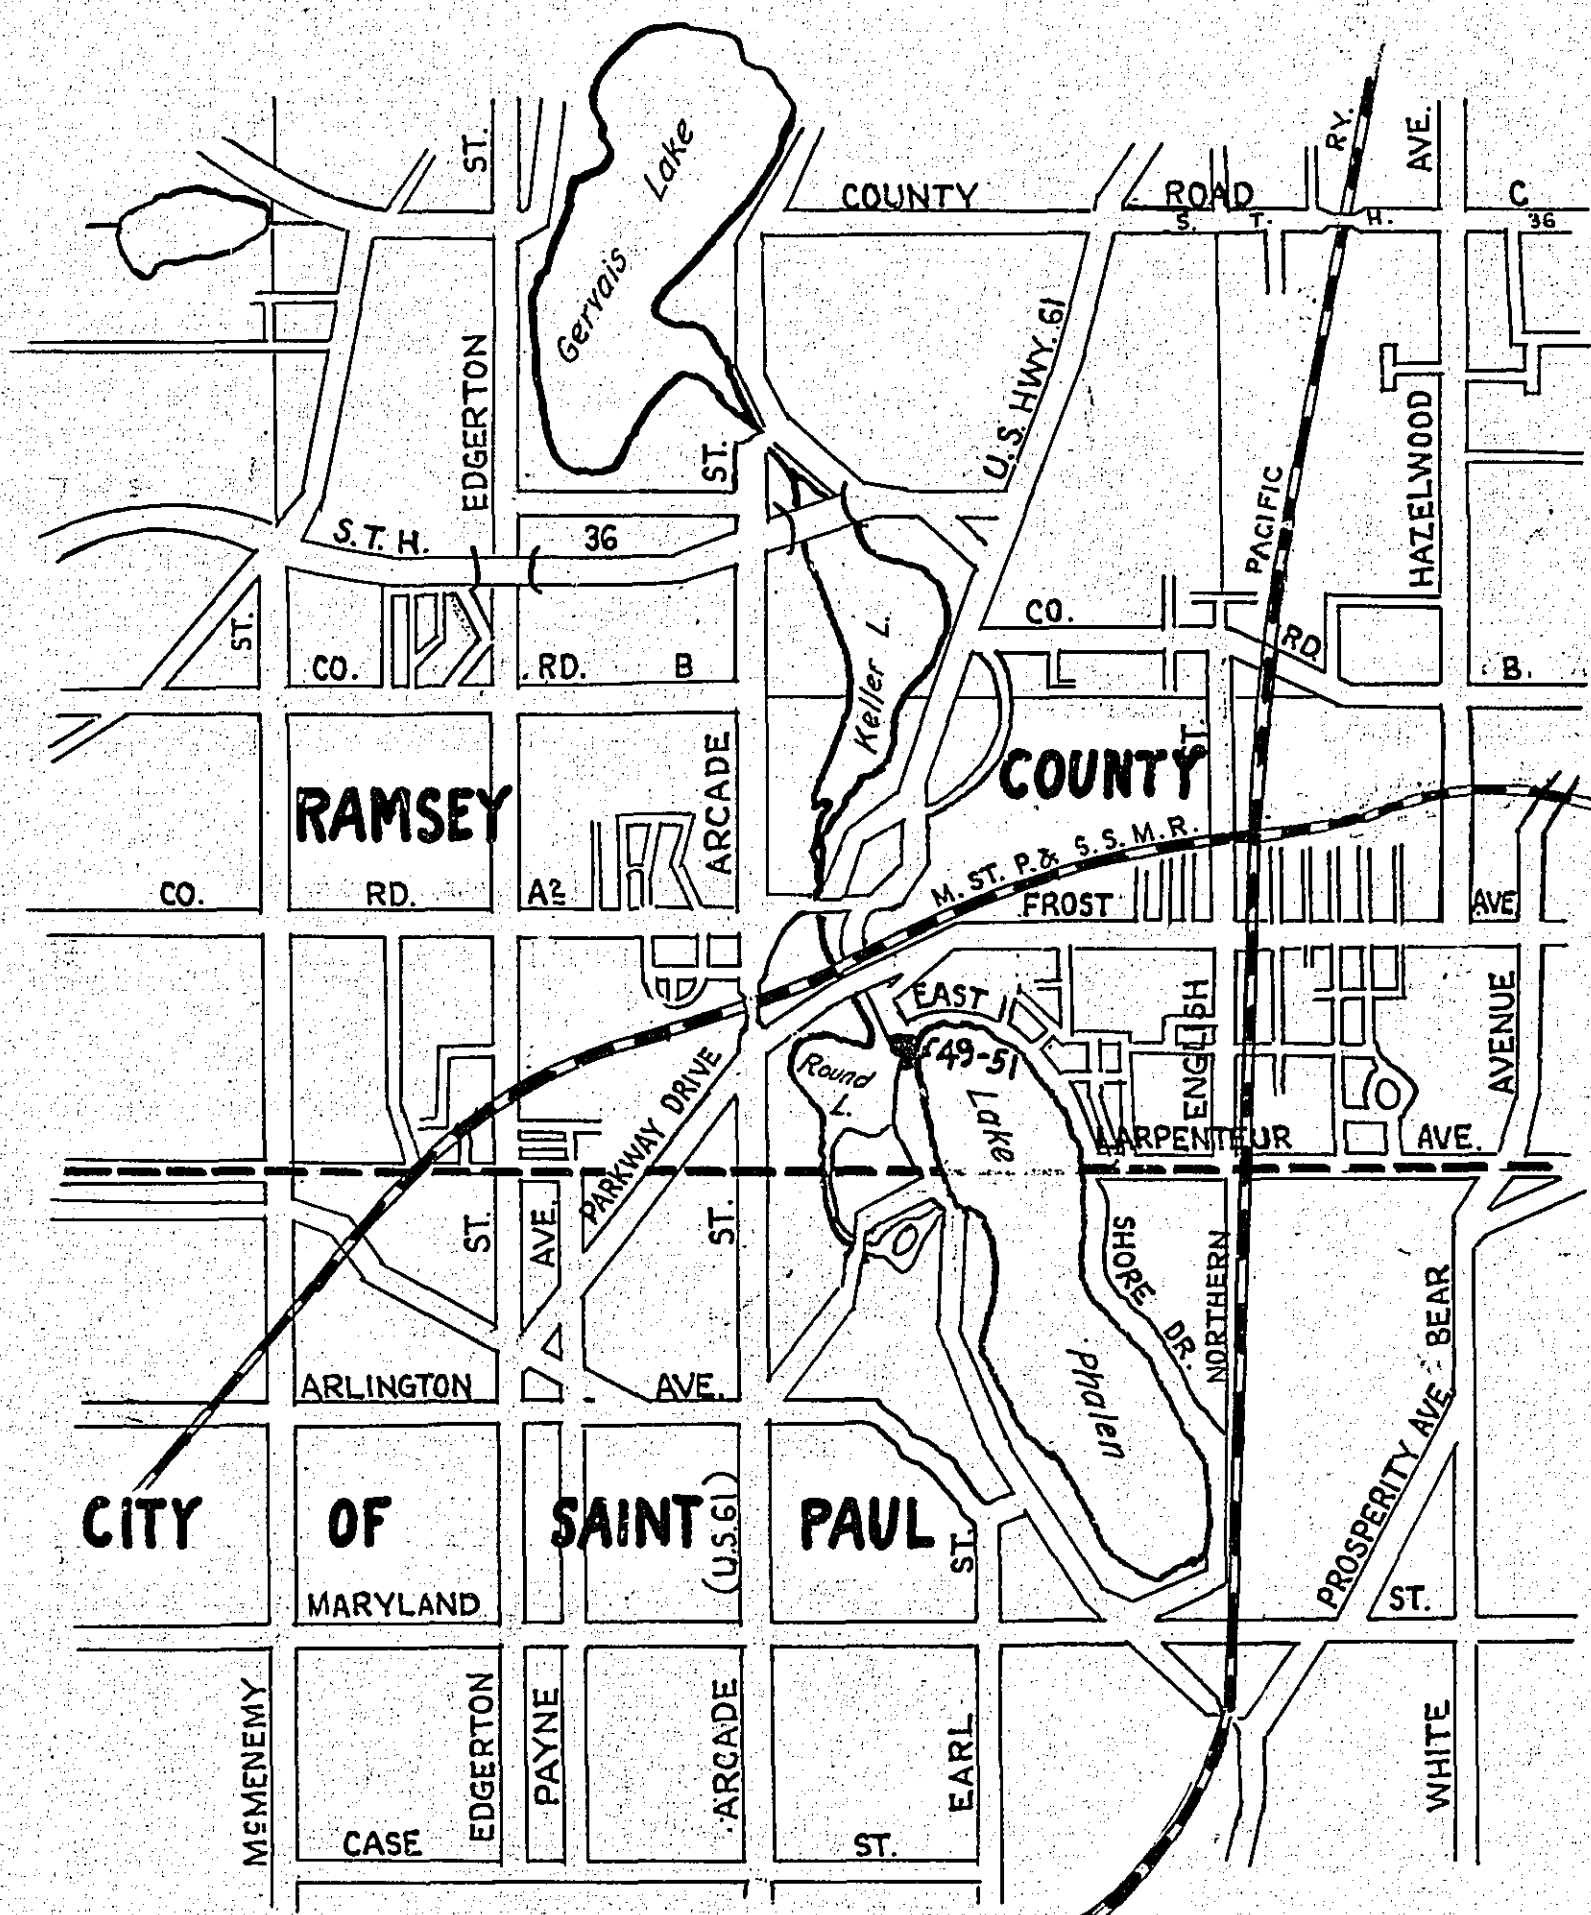 Lake
Gervais
ST.
COUNTY ROAD C
S. T. H. 36
RY.
AVE.
EDGERTON
ST.
U.S. HWY. 61
PACIFIC
HAZELWOOD
S. T. H. 36
ST.
CO. RD. B
CO. RD. B.
Keller L.
ARCADE
ST.
RAMSEY COUNTY
M. ST. P. & S. S. M. R.
CO. RD. A2
FROST AVE
EAST
49-51
Round
L.
Lake
ENGLISH
AVENUE
PARKWAY DRIVE
LARPENTEUR AVE.
ST.
AVE.
ST.
SHORE DR.
NORTHERN
BEAR
Phalen
ARLINGTON AVE.
PROSPERITY AVE.
CITY OF SAINT PAUL
(U.S.61)
ST.
MARYLAND ST.
McMENEMY
EDGERTON
PAYNE
ARCADE
EARL
WHITE
CASE ST.